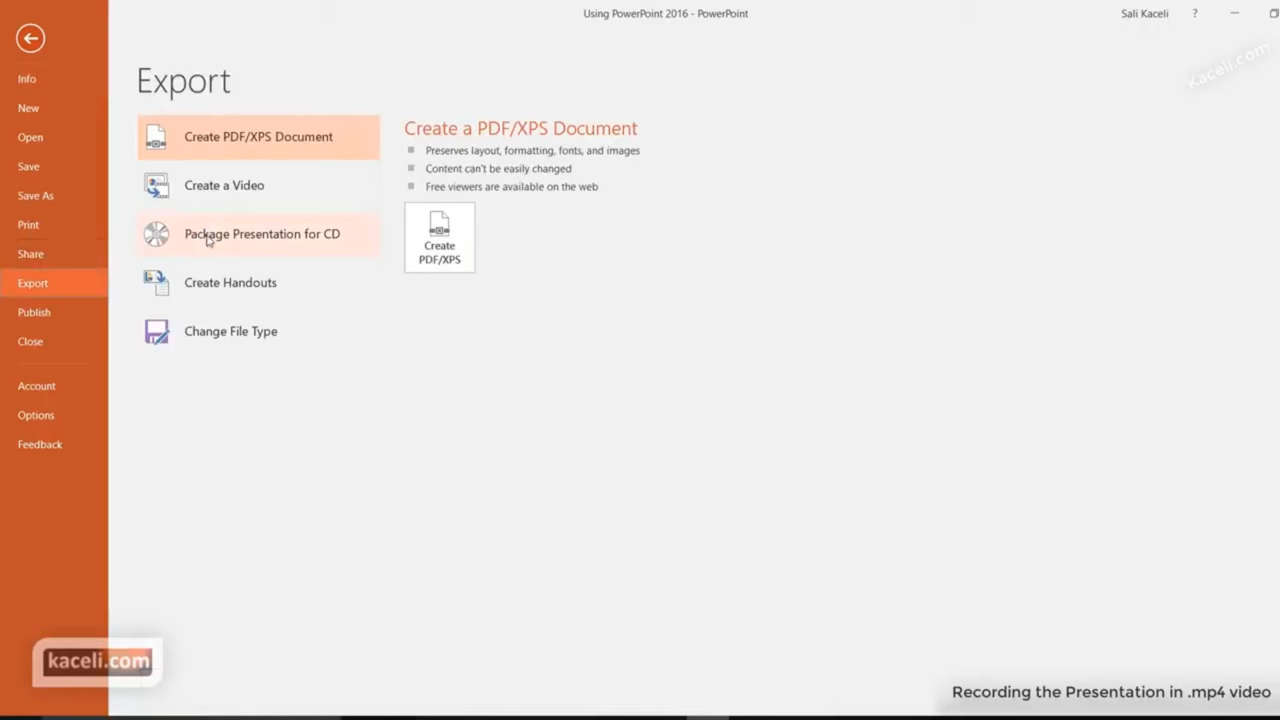 Using PowerPoint 2016 - PowerPoint
Sali Kaceli
?
Kaceli.com
Info
New
Open
Save
Save As
Print
Share
Export
Publish
Close
Account
Options
Feedback
Export
Create PDF/XPS Document
Create a Video
Package Presentation for CD
Create Handouts
Change File Type
Create a PDF/XPS Document
Preserves layout, formatting, fonts, and images
Content can't be easily changed
Free viewers are available on the web
Create
PDF/XPS
kaceli.com
Recording the Presentation in .mp4 video